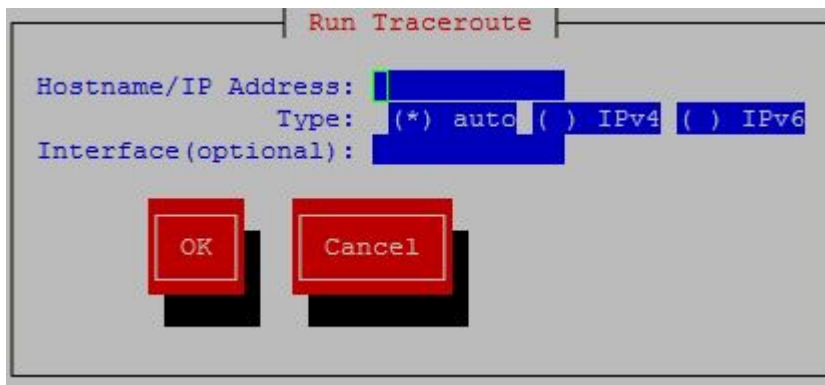 Run Traceroute
Hostname/IP Address:
Type: (*) auto ( ) IPv4 ( ) IPv6
Interface(optional):
OK Cancel